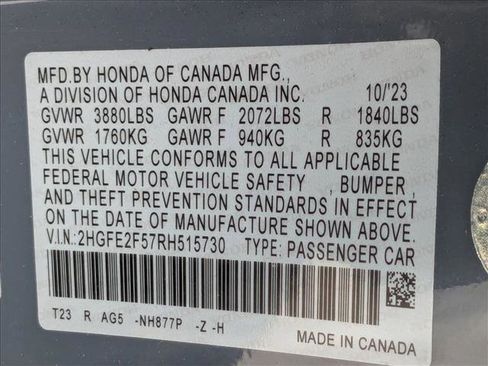 MFD.BY HONDA OF CANADA MFG.,
A DIVISION OF HONDA CANADA INC. 10/'23
GVWR 3880LBS GAWR F 2072LBS R 1840LBS
GVWR 1760KG GAWR F 940KG R 835KG
THIS VEHICLE CONFORMS TO ALL APPLICABLE
FEDERAL MOTOR VEHICLE SAFETY , BUMPER ,
AND THEFT PREVENTION STANDARDS IN EFFECT
ON THE DATE OF MANUFACTURE SHOWN ABOVE.
V.I.N.:2HGFE2F57RH515730 TYPE: PASSENGER CAR
T23 R AG5 -NH877P -Z -H
MADE IN CANADA